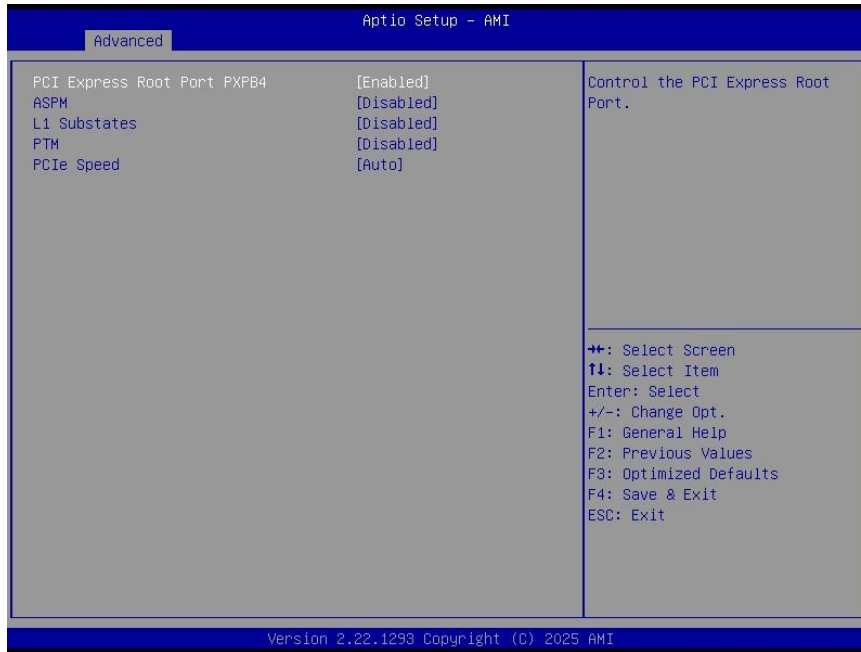 Aptio Setup - AMI
Advanced
PCI Express Root Port PXPB4 [Enabled]
ASPM [Disabled]
L1 Substates [Disabled]
PTM [Disabled]
PCIe Speed [Auto]
Control the PCI Express Root
Port.
→←: Select Screen
↑↓: Select Item
Enter: Select
+/-: Change Opt.
F1: General Help
F2: Previous Values
F3: Optimized Defaults
F4: Save & Exit
ESC: Exit
Version 2.22.1293 Copyright (C) 2025 AMI